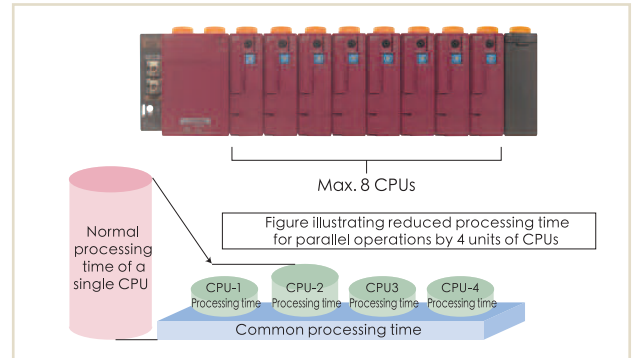 Max. 8 CPUs
Figure illustrating reduced processing time
for parallel operations by 4 units of CPUs
Normal
processing
time of a
single CPU
CPU-1
Processing time
CPU-2
Processing time
CPU3
Processing time
CPU-4
Processing time
Common processing time